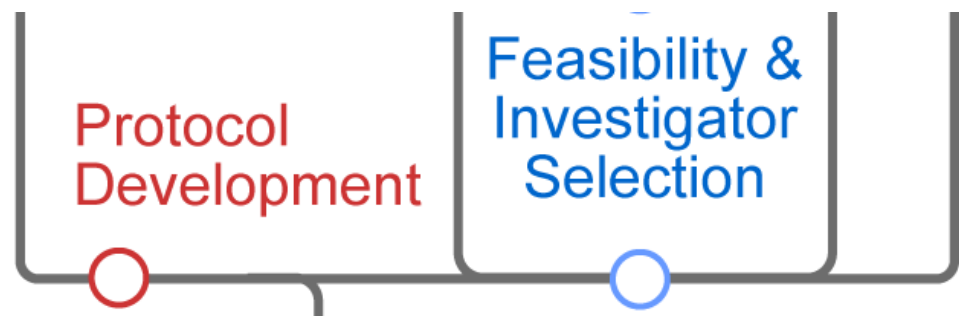 Protocol
Development
Feasibility &
Investigator
Selection